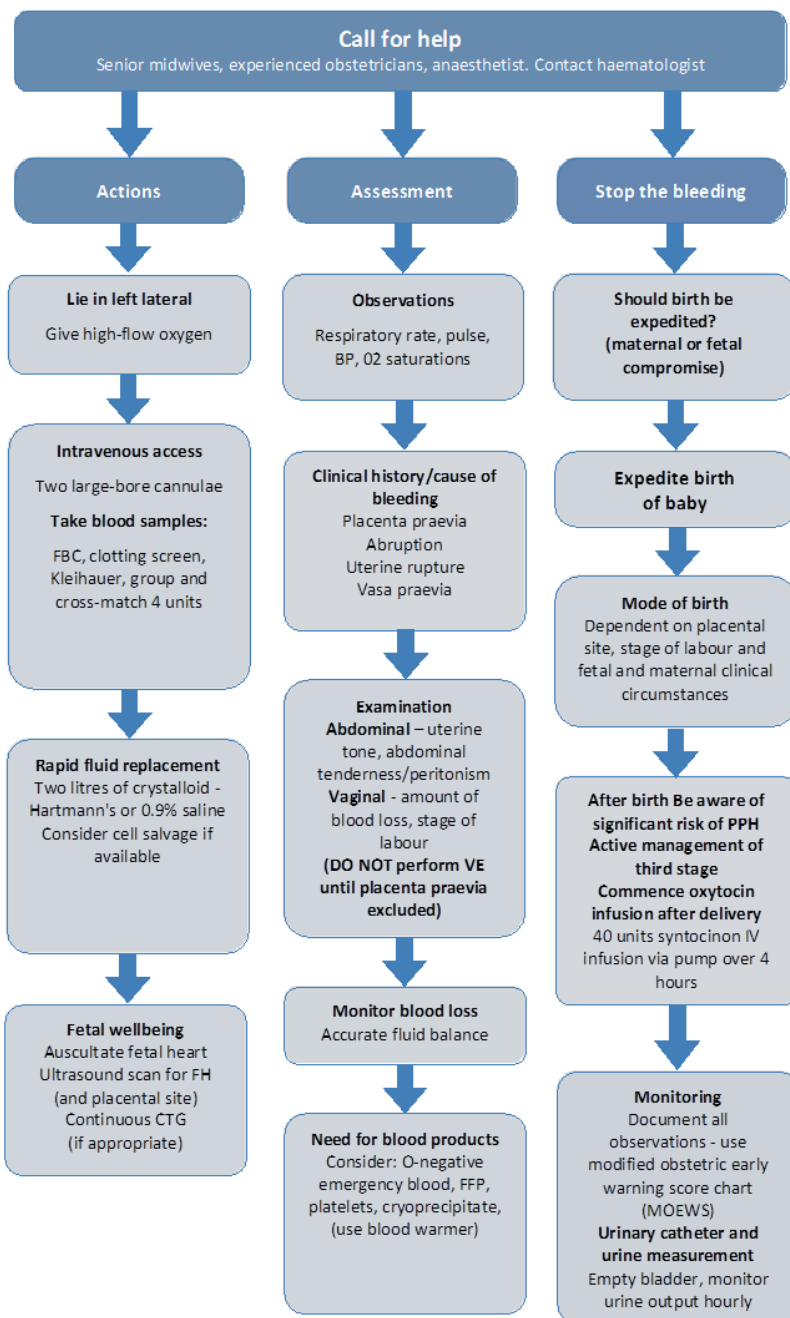 Call for help
Senior midwives, experienced obstetricians, anaesthetist. Contact haematologist
Actions
Lie in left lateral
Give high-flow oxygen
Intravenous access
Two large-bore cannulae
Take blood samples:
FBC, clotting screen,
Kleihauer, group and
cross-match 4 units
Rapid fluid replacement
Two litres of crystalloid -
Hartmann's or 0.9% saline
Consider cell salvage if
available
Fetal wellbeing
Auscultate fetal heart
Ultrasound scan for FH
(and placental site)
Continuous CTG
(if appropriate)
Assessment
Observations
Respiratory rate, pulse,
BP, 02 saturations
Clinical history/cause of
bleeding
Placenta praevia
Abruption
Uterine rupture
Vasa praevia
Examination
Abdominal – uterine
tone, abdominal
tenderness/peritonism
Vaginal - amount of
blood loss, stage of
labour
(DO NOT perform VE
until placenta praevia
excluded)
Monitor blood loss
Accurate fluid balance
Need for blood products
Consider: O-negative
emergency blood, FFP,
platelets, cryoprecipitate,
(use blood warmer)
Stop the bleeding
Should birth be
expedited?
(maternal or fetal
compromise)
Expedite birth
of baby
Mode of birth
Dependent on placental
site, stage of labour and
fetal and maternal clinical
circumstances
After birth Be aware of
significant risk of PPH
Active management of
third stage
Commence oxytocin
infusion after delivery
40 units syntocinon IV
infusion via pump over 4
hours
Monitoring
Document all
observations - use
modified obstetric early
warning score chart
(MOEWS)
Urinary catheter and
urine measurement
Empty bladder, monitor
urine output hourly